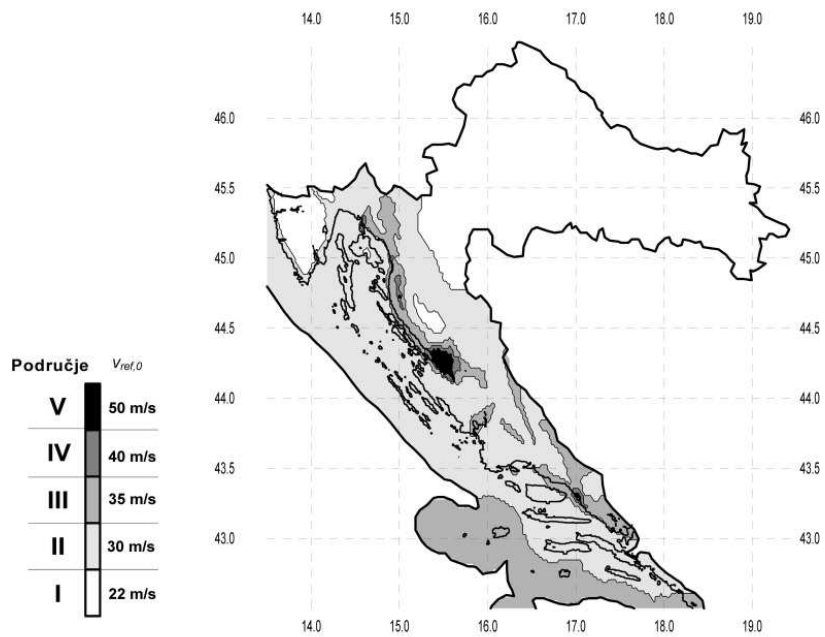 14.0 15.0 16.0 17.0 18.0 19.0
46.0 46.0
45.5 45.5
45.0 45.0
44.5 44.5
44.0 44.0
43.5 43.5
43.0 43.0
14.0 15.0 16.0 17.0 18.0 19.0
Područje Vref,0
V 50 m/s
IV 40 m/s
III 35 m/s
II 30 m/s
I 22 m/s